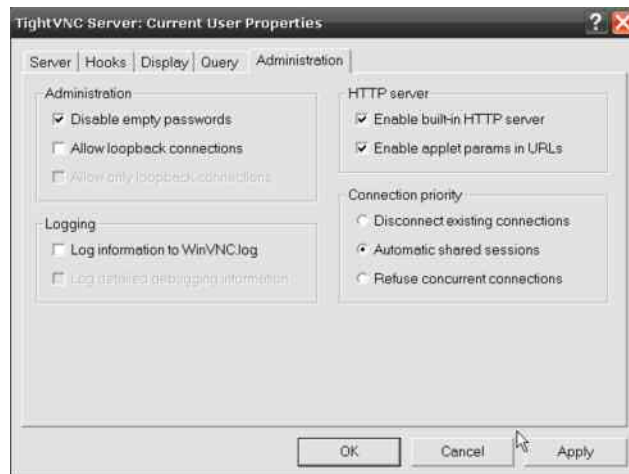 TightVNC Server: Current User Properties
Server Hooks Display Query Administration
Administration
Disable empty passwords
Allow loopback connections
Allow only loopback connections
Logging
Log information to WinVNC.log
Log detailed debugging information
HTTP server
Enable built-in HTTP server
Enable applet params in URLs
Connection priority
Disconnect existing connections
Automatic shared sessions
Refuse concurrent connections
OK Cancel Apply